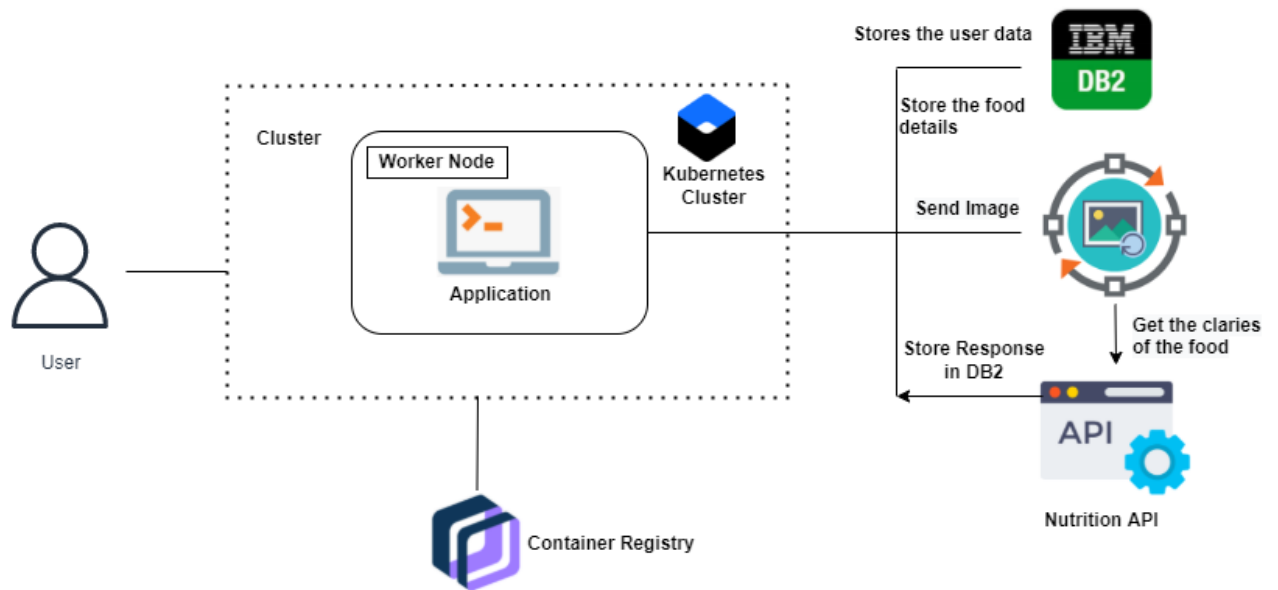 Stores the user data
IBM
DB2
Store the food
details
Cluster
Worker Node
Kubernetes
Cluster
Send Image
Application
Get the claries
of the food
User
Store Response
in DB2
API
Nutrition API
Container Registry